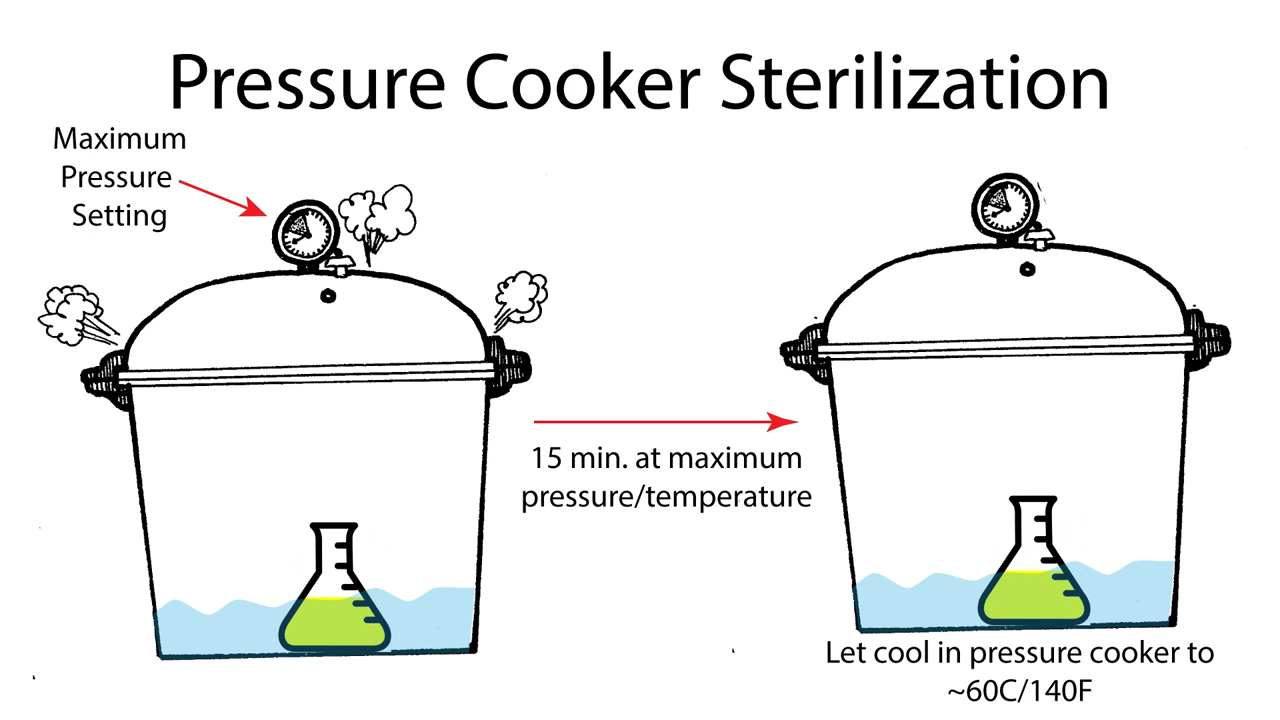 Pressure Cooker Sterilization
Maximum
Pressure
Setting
15 min. at maximum
pressure/temperature
Let cool in pressure cooker to
~60C/140F